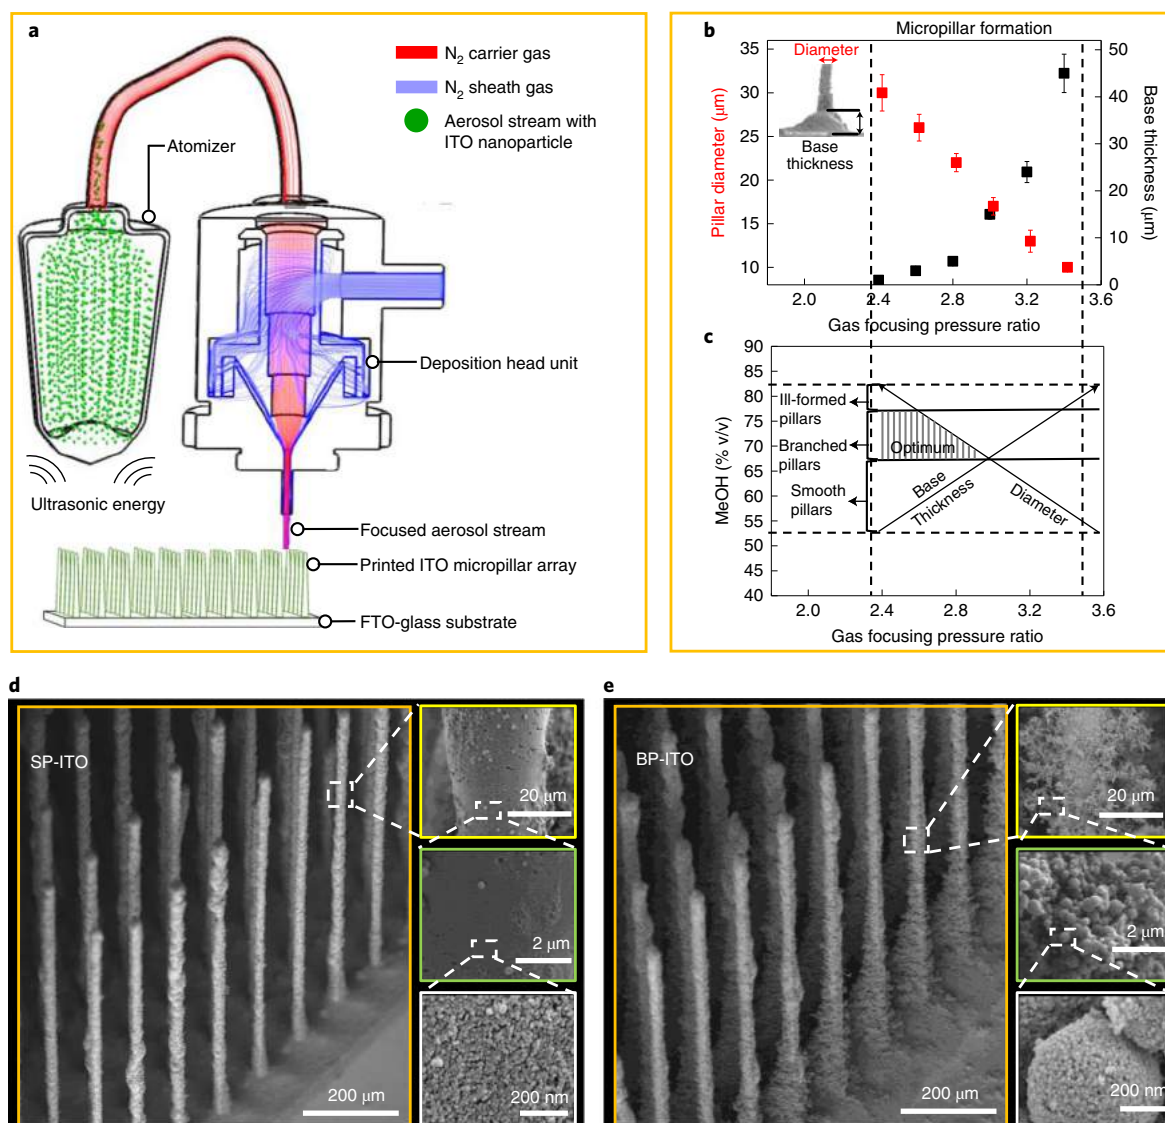 a
N2 carrier gas
N2 sheath gas
Aerosol stream with
ITO nanoparticle
Atomizer
Deposition head unit
Ultrasonic energy
Focused aerosol stream
Printed ITO micropillar array
FTO-glass substrate
b
Micropillar formation
Diameter
Base
thickness
Pillar diameter (μm)
35
30
25
20
15
10
Base thickness
(μm)
50
40
30
20
10
0
2.0
2.4
2.8
3.2
3.6
Gas focusing pressure ratio
c
MeOH (% v/v)
90
85
80
75
70
65
60
55
50
45
40
Ill-formed
pillars
Branched
pillars
Smooth
pillars
Optimum
Base
Thickness
Diameter
2.0
2.4
2.8
3.2
3.6
Gas focusing pressure ratio
d
SP-ITO
200 μm
20 μm
2 μm
200 nm
e
BP-ITO
200 μm
20 μm
2 μm
200 nm